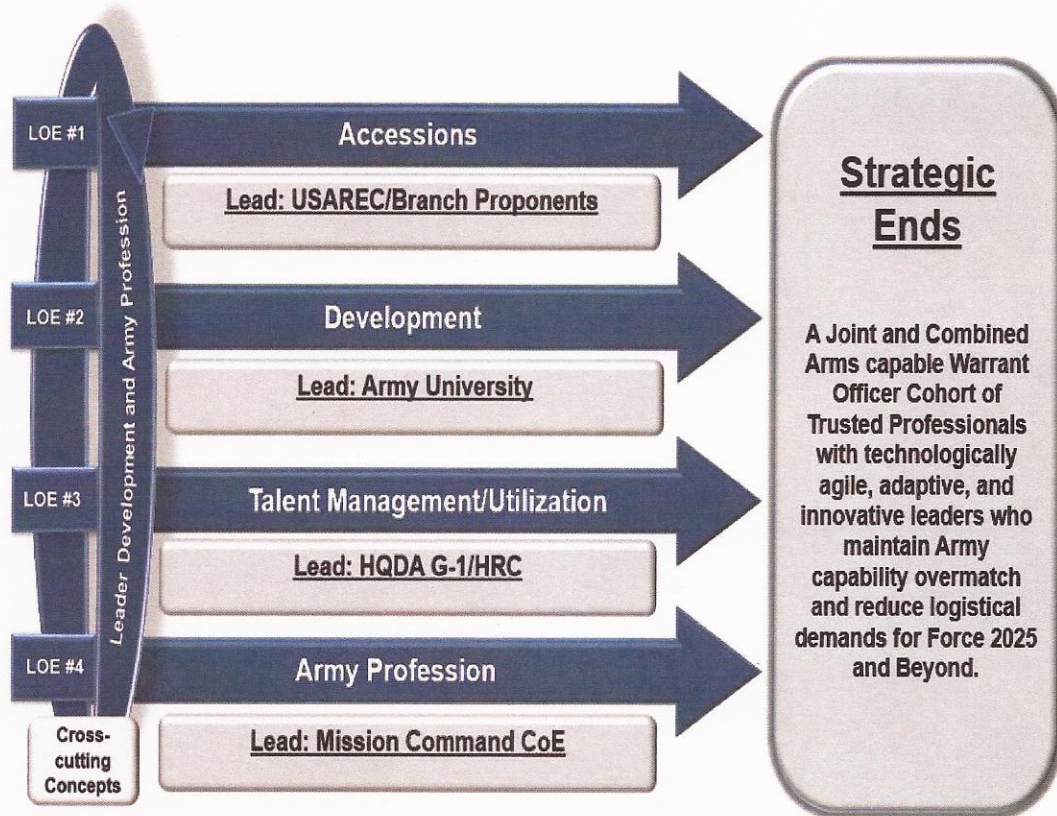 LOE #1
Accessions
Lead: USAREC/Branch Proponents
LOE #2
Development
Lead: Army University
LOE #3
Talent Management/Utilization
Lead: HQDA G-1/HRC
LOE #4
Army Profession
Lead: Mission Command CoE
Leader Development and Army Profession
Cross-
cutting
Concepts
Strategic
Ends
A Joint and Combined
Arms capable Warrant
Officer Cohort of
Trusted Professionals
with technologically
agile, adaptive, and
innovative leaders who
maintain Army
capability overmatch
and reduce logistical
demands for Force 2025
and Beyond.